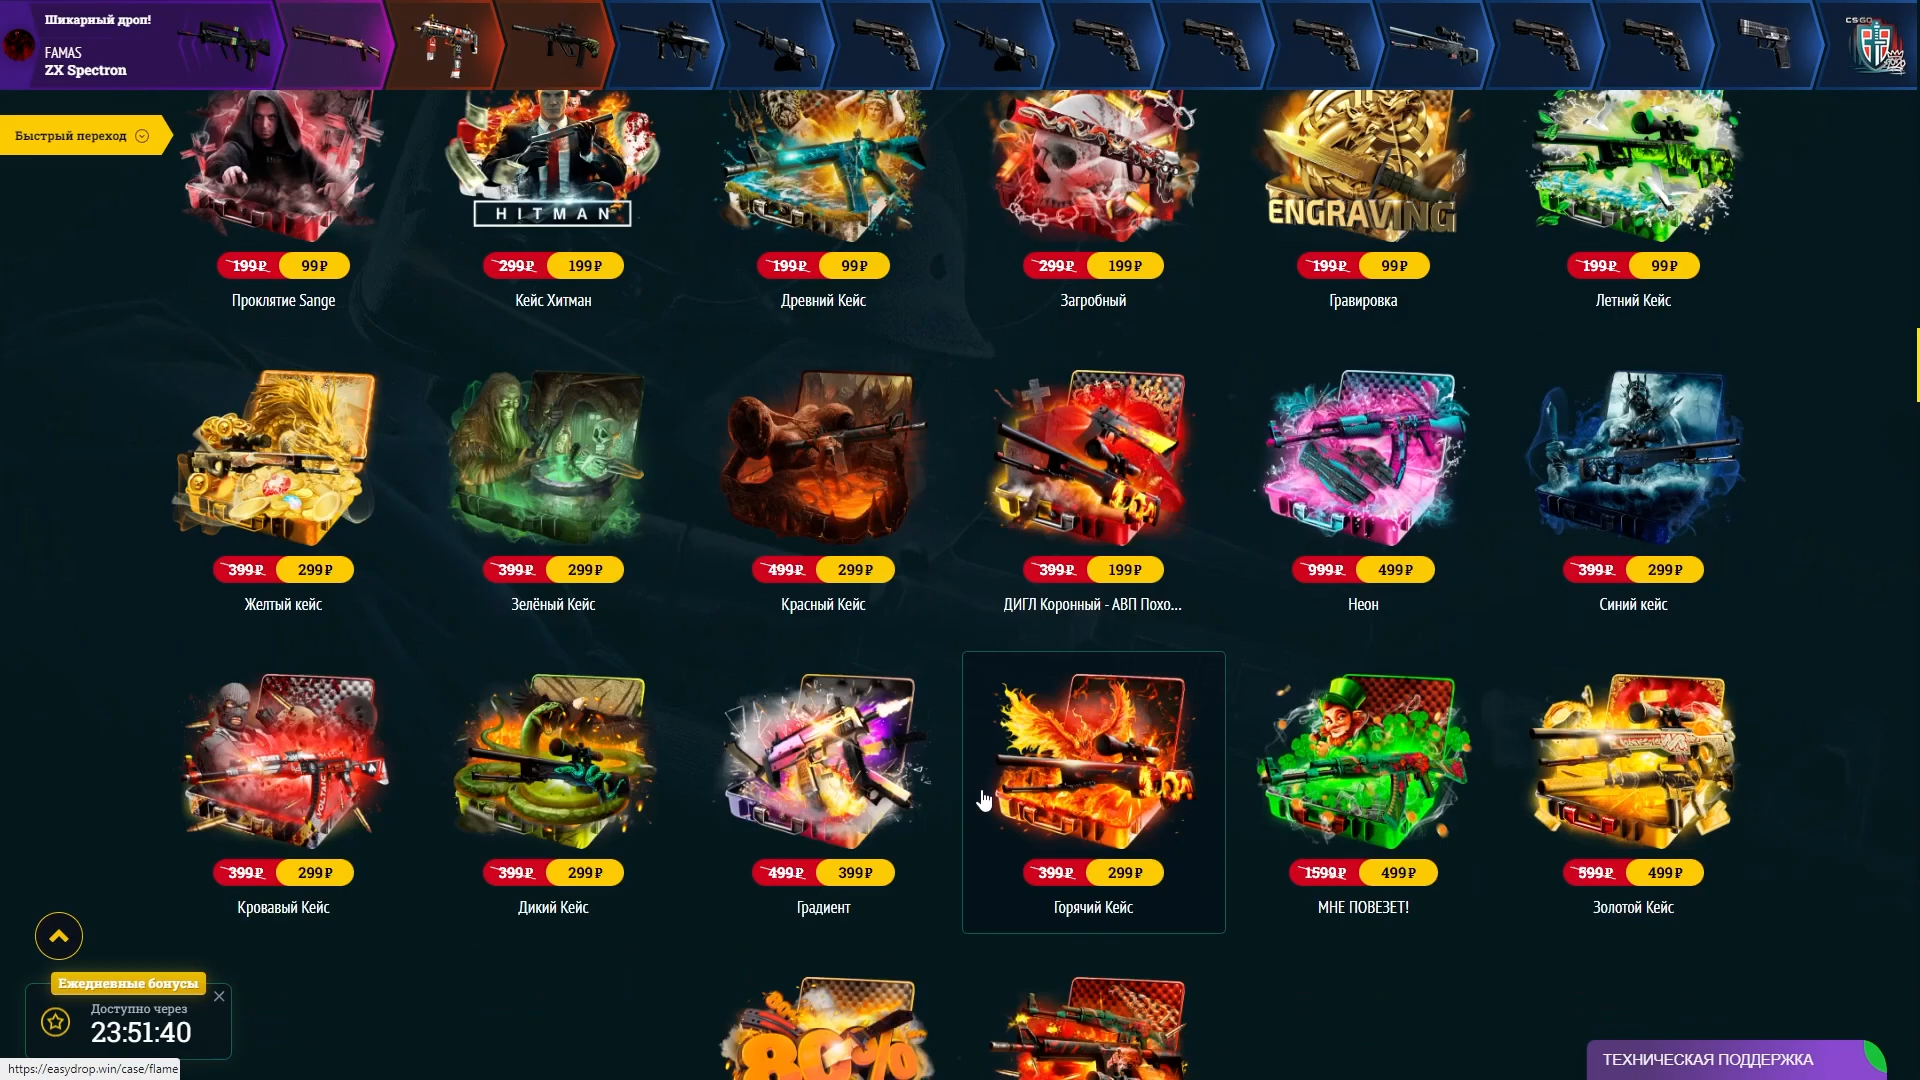 Шикарный дроп!
FAMAS
ZX Spectron
CS:GO
Быстрый переход
HITMAN
ENGRAVING
199₽ 99₽
299₽ 199₽
199₽ 99₽
299₽ 199₽
199₽ 99₽
199₽ 99₽
Проклятие Sange
Кейс Хитман
Древний Кейс
Загробный
Гравировка
Летний Кейс
399₽ 299₽
399₽ 299₽
499₽ 299₽
399₽ 199₽
999₽ 499₽
399₽ 299₽
Желтый кейс
Зелёный Кейс
Красный Кейс
ДИГЛ Коронный - АВП Похо...
Неон
Синий кейс
399₽ 299₽
399₽ 299₽
499₽ 399₽
399₽ 299₽
1599₽ 499₽
599₽ 499₽
Кровавый Кейс
Дикий Кейс
Градиент
Горячий Кейс
МНЕ ПОВЕЗЕТ!
Золотой Кейс
80%
Ежедневные бонусы
Доступно через
23:51:40
https://easydrop.win/case/flame
ТЕХНИЧЕСКАЯ ПОДДЕРЖКА